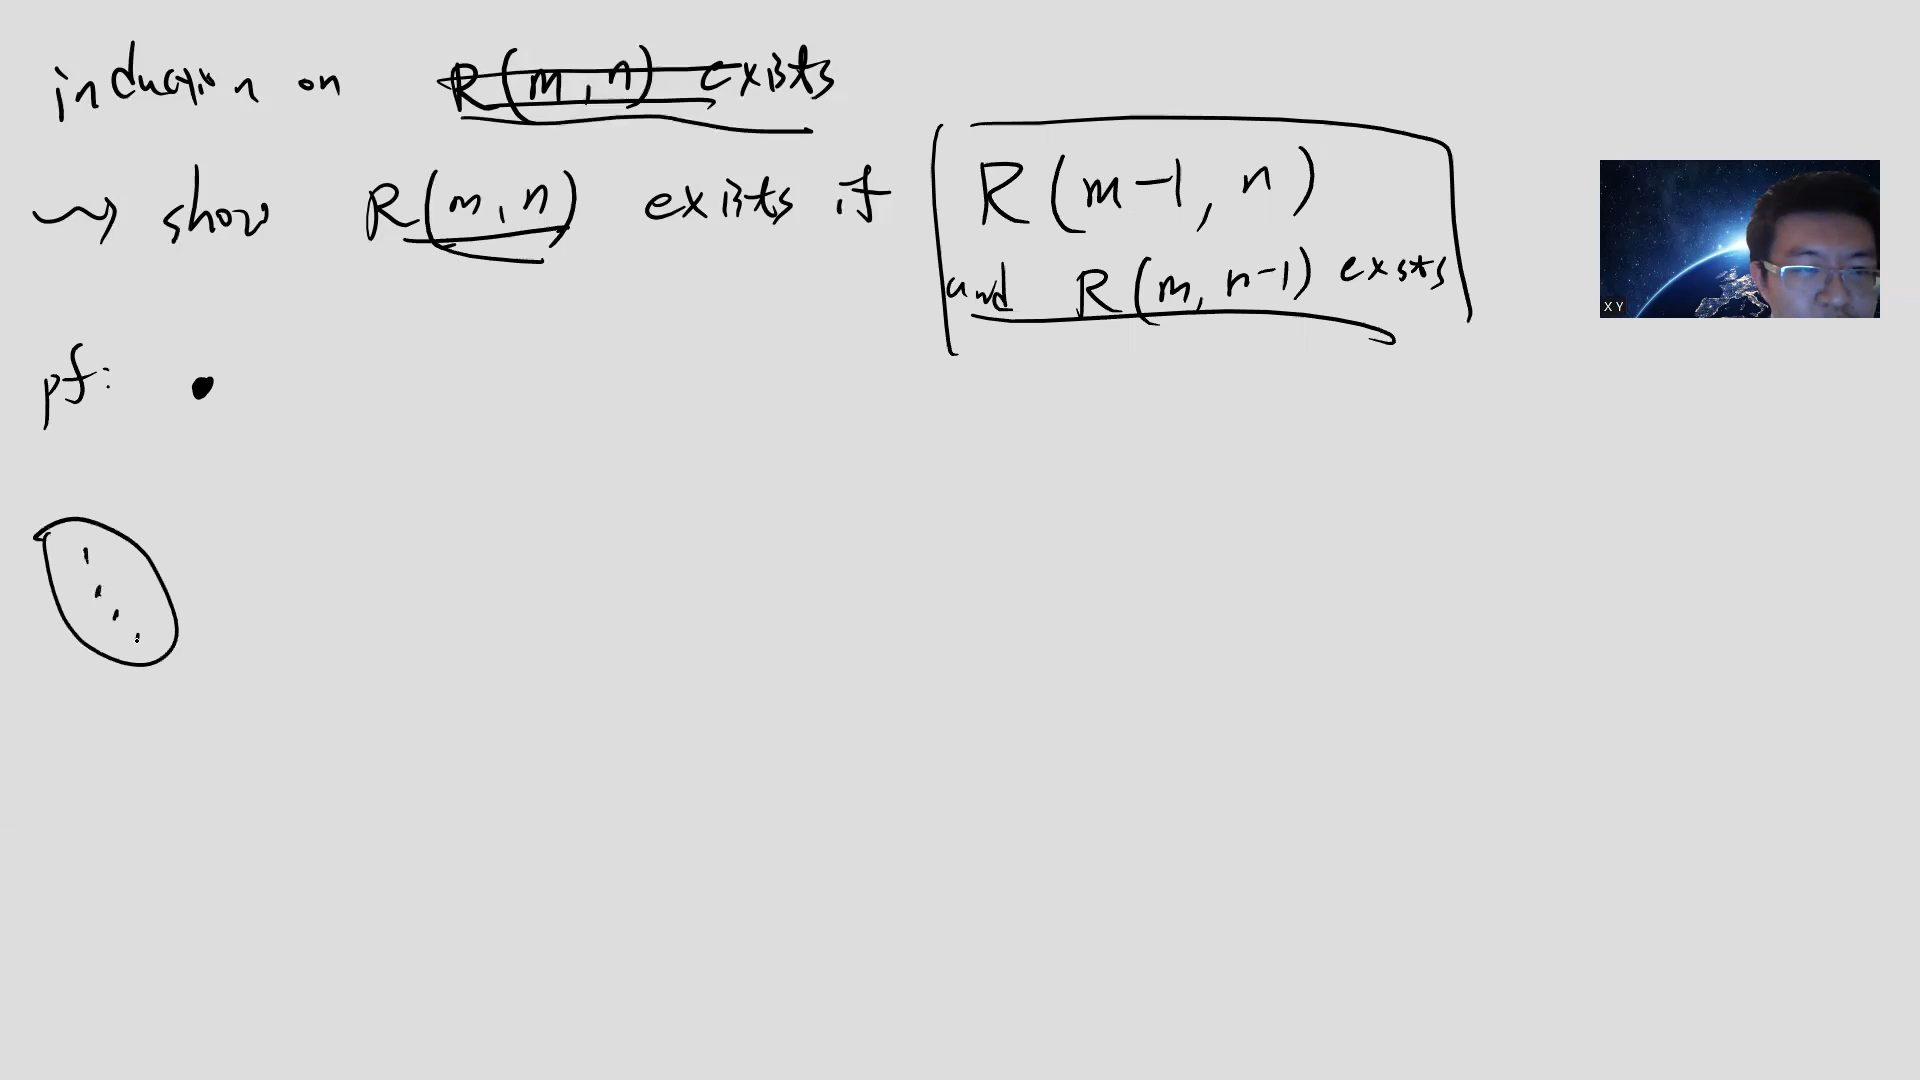 induction on R(m, n) exists
⇝ show R(m, n) exists if R(m-1, n)
and R(m, n-1) exists
pf:
X Y